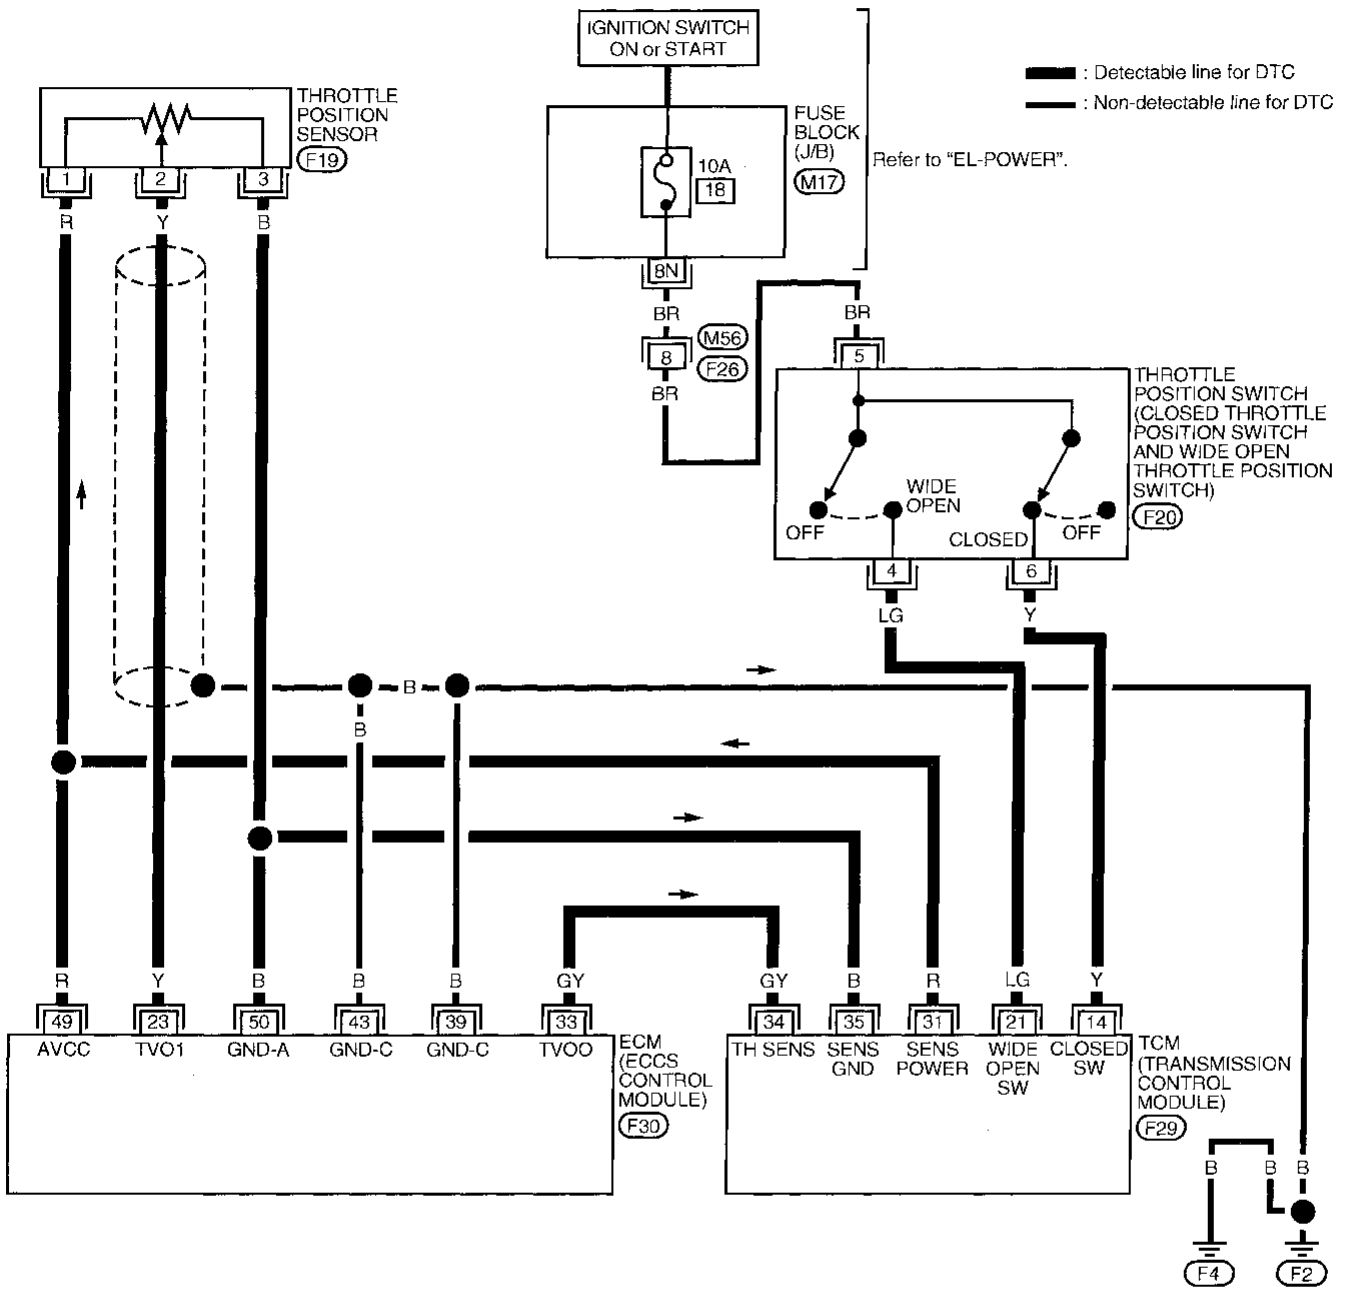 IGNITION SWITCH
ON or START
: Detectable line for DTC
: Non-detectable line for DTC
THROTTLE
POSITION
SENSOR
F19
FUSE
BLOCK
(J/B)
M17
Refer to "EL-POWER".
10A
18
1
2
3
R
Y
B
8N
BR
BR
M56
8
5
F26
BR
THROTTLE
POSITION SWITCH
(CLOSED THROTTLE
POSITION SWITCH
AND WIDE OPEN
THROTTLE POSITION
SWITCH)
F20
WIDE
OPEN
OFF
CLOSED
OFF
4
6
LG
Y
B
B
R
Y
B
B
B
GY
GY
B
R
LG
Y
49
23
50
43
39
33
34
35
31
21
14
AVCC
TVO1
GND-A
GND-C
GND-C
TVOO
ECM
(ECCS
CONTROL
MODULE)
F30
TH SENS
SENS
GND
SENS
POWER
WIDE
OPEN
SW
CLOSED
SW
TCM
(TRANSMISSION
CONTROL
MODULE)
F29
B
B
B
F4
F2